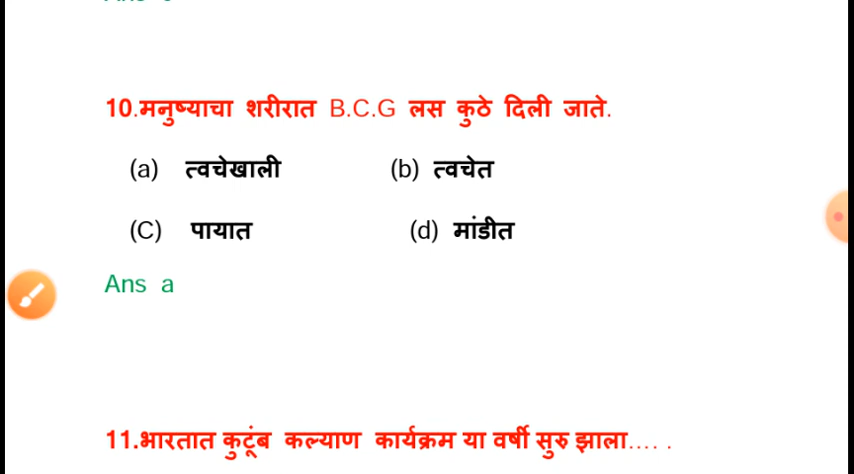 10.मनुष्याचा शरीरात B.C.G लस कुठे दिली जाते.
(a) त्वचेखाली (b) त्वचेत
(C) पायात (d) मांडीत
Ans a
11.भारतात कुटूंब कल्याण कार्यक्रम या वर्षी सुरु झाला.... .